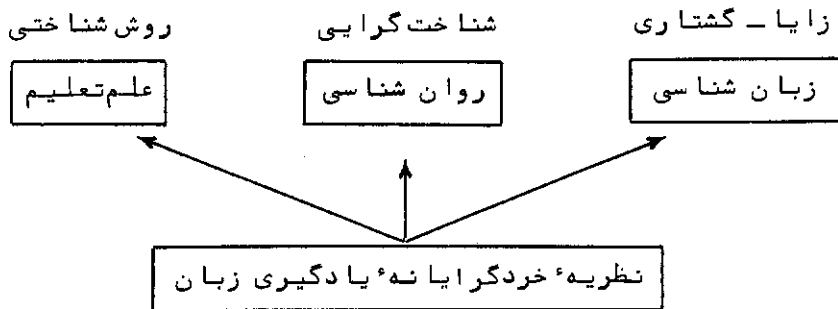 زایا ـ گشتاری شناخت گرایی روش شناختی
زبان شناسی روان شناسی علم تعلیم
نظریهٔ خردگرایانهٔ یادگیری زبان